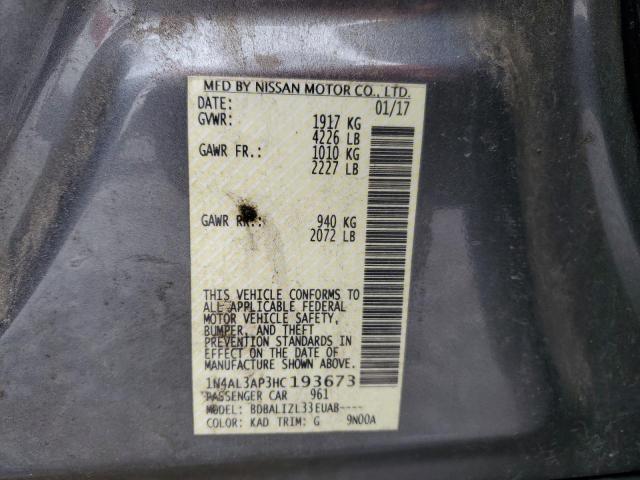 MFD BY NISSAN MOTOR CO., LTD.
DATE: 01/17
GVWR: 1917 KG
4226 LB
GAWR FR.: 1010 KG
2227 LB
GAWR RR.: 940 KG
2072 LB
THIS VEHICLE CONFORMS TO
ALL APPLICABLE FEDERAL
MOTOR VEHICLE SAFETY,
BUMPER, AND THEFT
PREVENTION STANDARDS IN
EFFECT ON THE DATE OF
MANUFACTURE SHOWN ABOVE.
1N4AL3AP3HC193673
PASSENGER CAR 961
MODEL: BDBALIZL33EUAB----
COLOR: KAD TRIM: G 9N00A